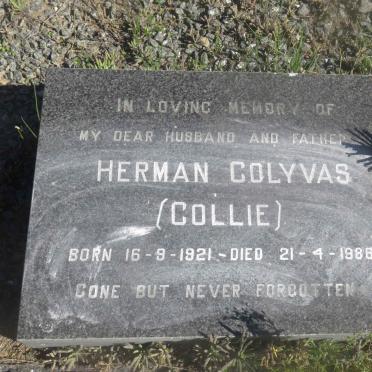 IN LOVING MEMORY OF
MY DEAR HUSBAND AND FATHER
HERMAN COLYVAS
(COLLIE)
BORN 16-9-1921-DIED 21-4-1986
GONE BUT NEVER FORGOTTEN